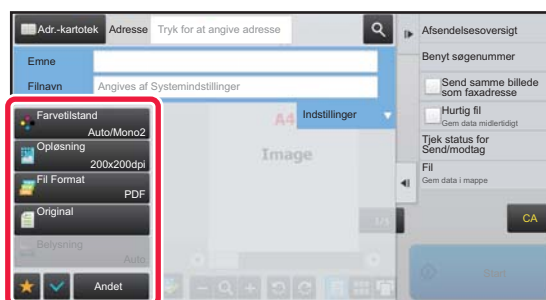 Adr.-kartotek
Adresse
Tryk for at angive adresse
Emne
Filnavn
Angives af Systemindstillinger
Indstillinger
Farvetilstand
Auto/Mono2
Opløsning
200x200dpi
Fil Format
PDF
Original
Belysning
Auto
Andet
A4
Image
1/5
Afsendelsesoversigt
Benyt søgenummer
Send samme billede
som faxadresse
Hurtig fil
Gem data midlertidigt
Tjek status for
Send/modtag
Fil
Gem data i mappe
CA
Start